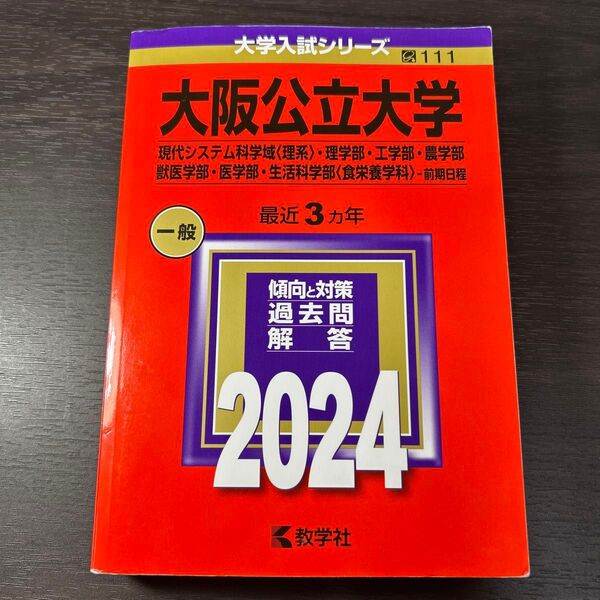 大学入試シリーズ
111
大阪公立大学
現代システム科学域〈理系〉・理学部・工学部・農学部
獣医学部・医学部・生活科学部〈食栄養学科〉-前期日程
最近3カ年
一般
傾向と対策
過去問
解答
2024
教学社